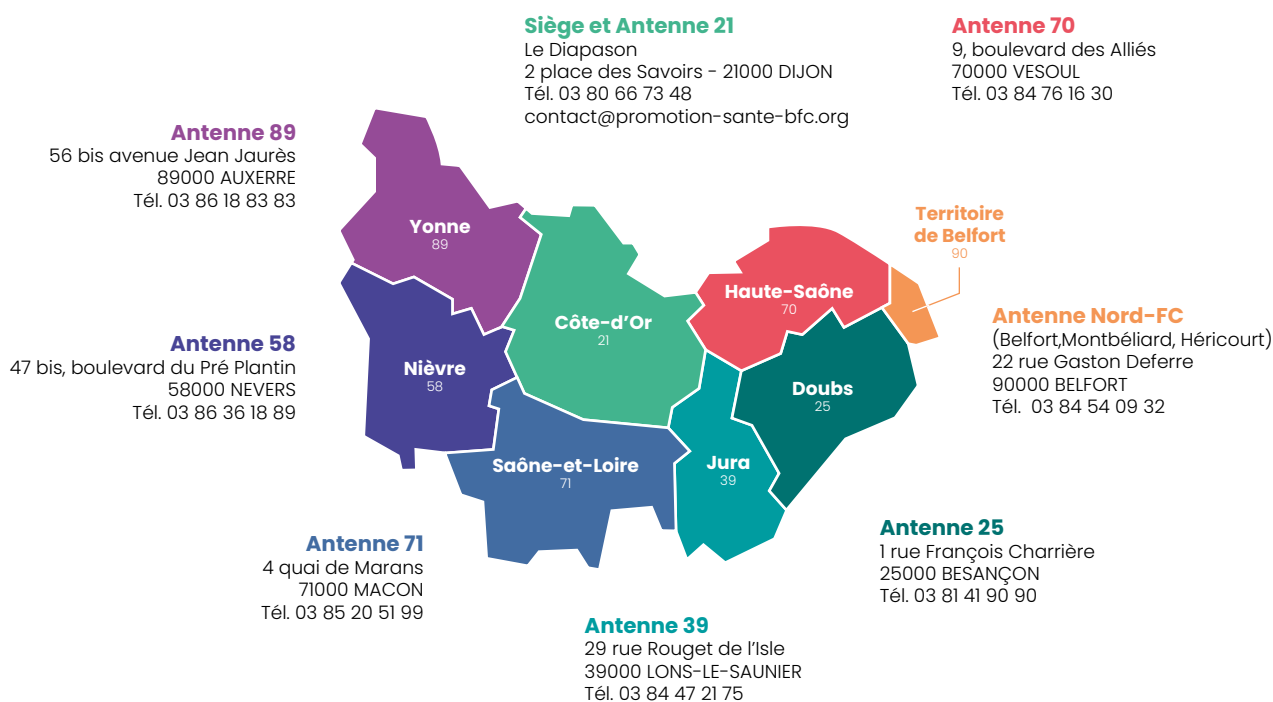 Siège et Antenne 21
Le Diapason
2 place des Savoirs - 21000 DIJON
Tél. 03 80 66 73 48
contact@promotion-sante-bfc.org
Antenne 70
9, boulevard des Alliés
70000 VESOUL
Tél. 03 84 76 16 30
Antenne 89
56 bis avenue Jean Jaurès
89000 AUXERRE
Tél. 03 86 18 83 83
Yonne
89
Territoire
de Belfort
90
Haute-Saône
70
Côte-d’Or
21
Antenne Nord-FC
(Belfort,Montbéliard, Héricourt)
22 rue Gaston Deferre
90000 BELFORT
Tél. 03 84 54 09 32
Antenne 58
47 bis, boulevard du Pré Plantin
58000 NEVERS
Tél. 03 86 36 18 89
Nièvre
58
Doubs
25
Saône-et-Loire
71
Jura
39
Antenne 25
1 rue François Charrière
25000 BESANÇON
Tél. 03 81 41 90 90
Antenne 71
4 quai de Marans
71000 MACON
Tél. 03 85 20 51 99
Antenne 39
29 rue Rouget de l’Isle
39000 LONS-LE-SAUNIER
Tél. 03 84 47 21 75